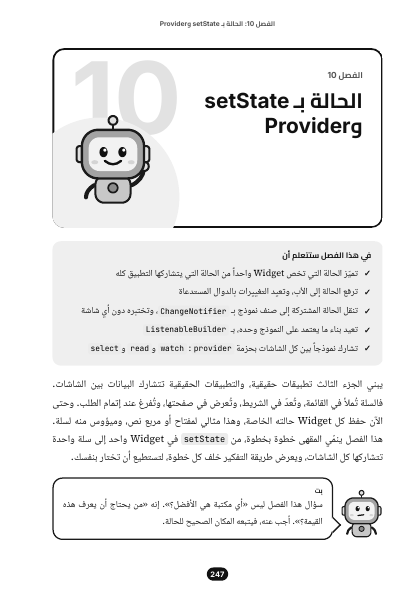 الفصل 10: الحالة بـ setState وProvider
10
الفصل 10
الحالة بـ setState
وProvider
في هذا الفصل ستتعلم أن
✓ تميّز الحالة التي تخص Widget واحداً من الحالة التي يتشاركها التطبيق كله
✓ ترفع الحالة إلى الأب، وتعيد التغييرات بالدوال المستدعاة
✓ تنقل الحالة المشتركة إلى صنف نموذج بـ ChangeNotifier، وتختبره دون أي شاشة
✓ تعيد بناء ما يعتمد على النموذج وحده، بـ ListenableBuilder
✓ تشارك نموذجاً بين كل الشاشات بحزمة provider: watch و read و select
يبني الجزء الثالث تطبيقات حقيقية، والتطبيقات الحقيقية تتشارك البيانات بين الشاشات.
فالسلة تُملأ في القائمة، وتُعدّ في الشريط، وتُعرض في صفحتها، وتُفرغ عند إتمام الطلب. وحتى
الآن حفظ كل Widget حالته الخاصة، وهذا مثالي لمفتاح أو مربع نص، وميؤوس منه لسلة.
هذا الفصل ينمّي المقهى خطوة بخطوة، من setState في Widget واحد إلى سلة واحدة
تتشاركها كل الشاشات، ويعرض طريقة التفكير خلف كل خطوة، لتستطيع أن تختار بنفسك.
بِت
سؤال هذا الفصل ليس «أي مكتبة هي الأفضل؟». إنه «من يحتاج أن يعرف هذه
القيمة؟». أجب عنه، فيتبعه المكان الصحيح للحالة.
247